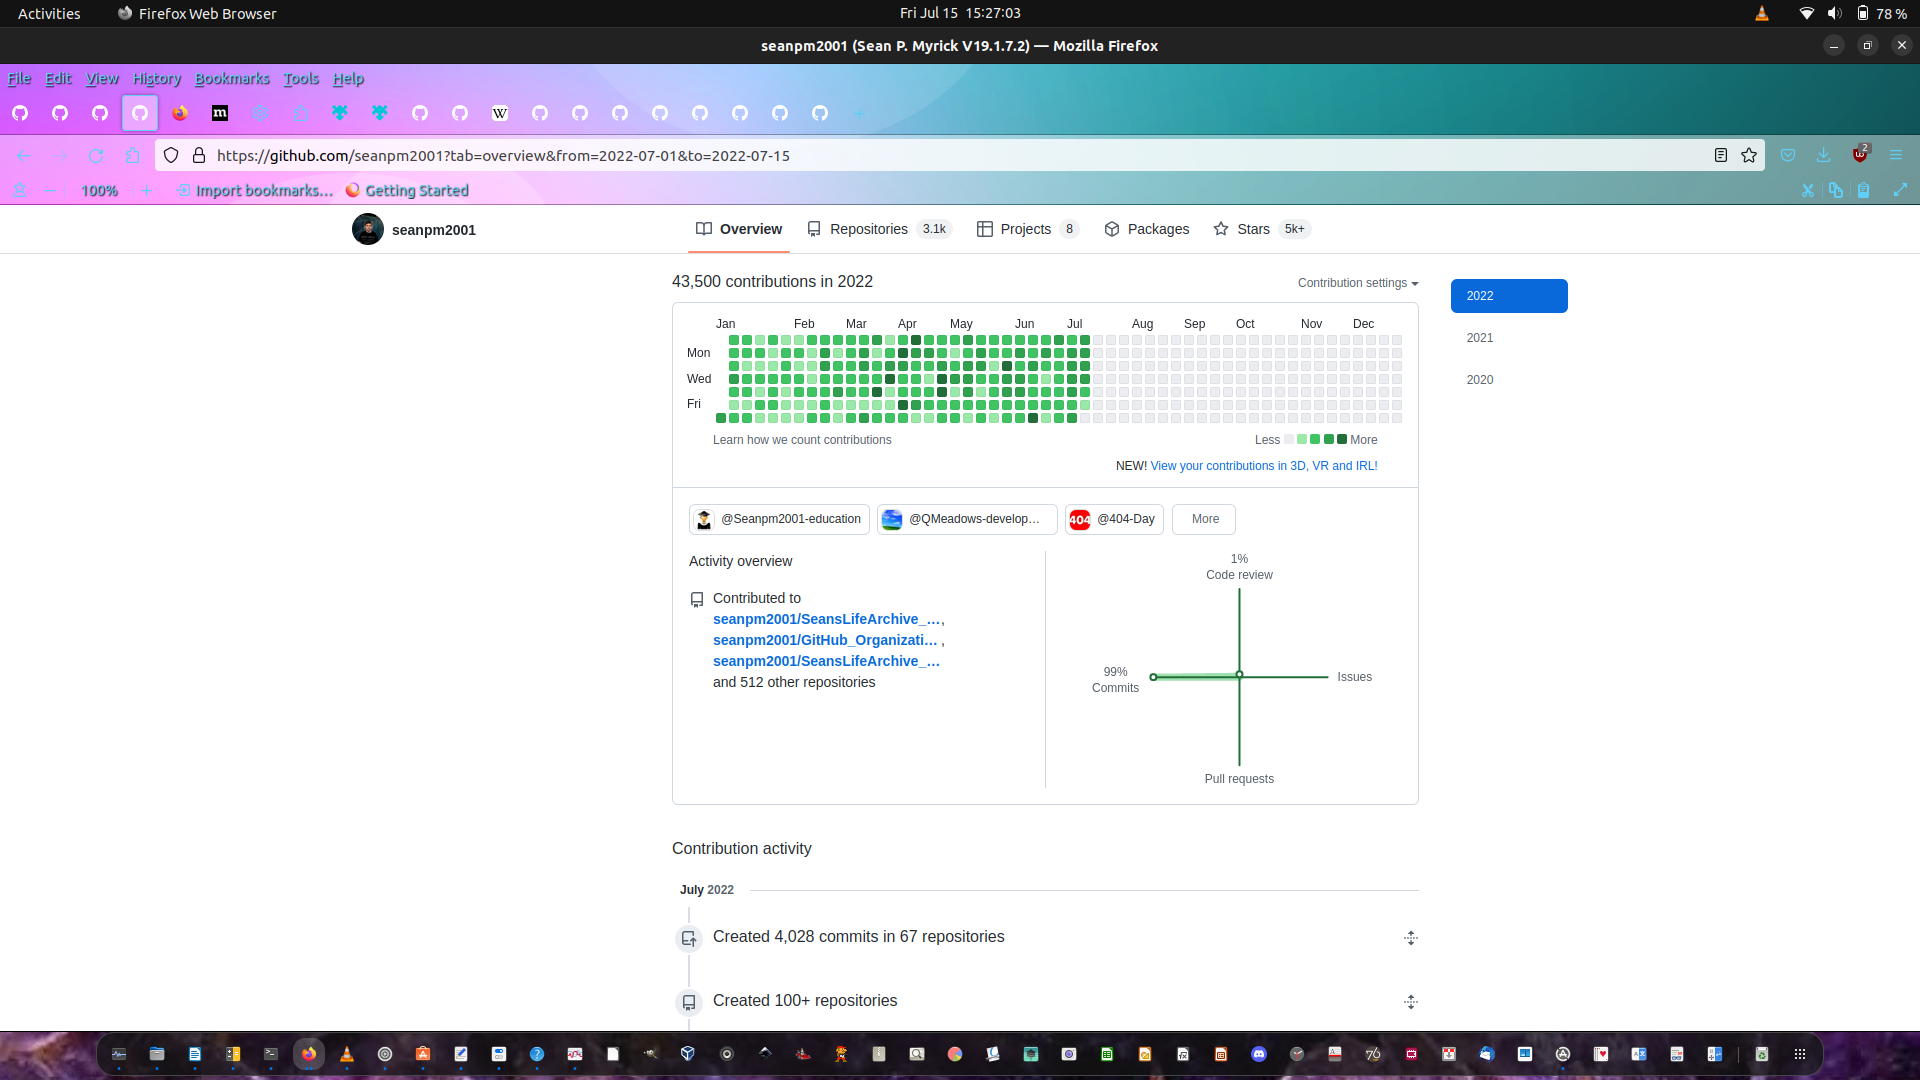 Activities
Firefox Web Browser
Fri Jul 15 15:27:03
78 %
seanpm2001 (Sean P. Myrick V19.1.7.2) — Mozilla Firefox
File Edit View History Bookmarks Tools Help
m
W
https://github.com/seanpm2001?tab=overview&from=2022-07-01&to=2022-07-15
2
100%
Import bookmarks…
Getting Started
seanpm2001
Overview
Repositories 3.1k
Projects 8
Packages
Stars 5k+
43,500 contributions in 2022
Contribution settings
2022
2021
2020
Jan Feb Mar Apr May Jun Jul Aug Sep Oct Nov Dec
Mon
Wed
Fri
Learn how we count contributions
Less More
NEW! View your contributions in 3D, VR and IRL!
@Seanpm2001-education
@QMeadows-develop…
404 @404-Day
More
Activity overview
Contributed to
seanpm2001/SeansLifeArchive_…,
seanpm2001/GitHub_Organizati… ,
seanpm2001/SeansLifeArchive_…
and 512 other repositories
1%
Code review
99%
Commits
Issues
Pull requests
Contribution activity
July 2022
Created 4,028 commits in 67 repositories
Created 100+ repositories